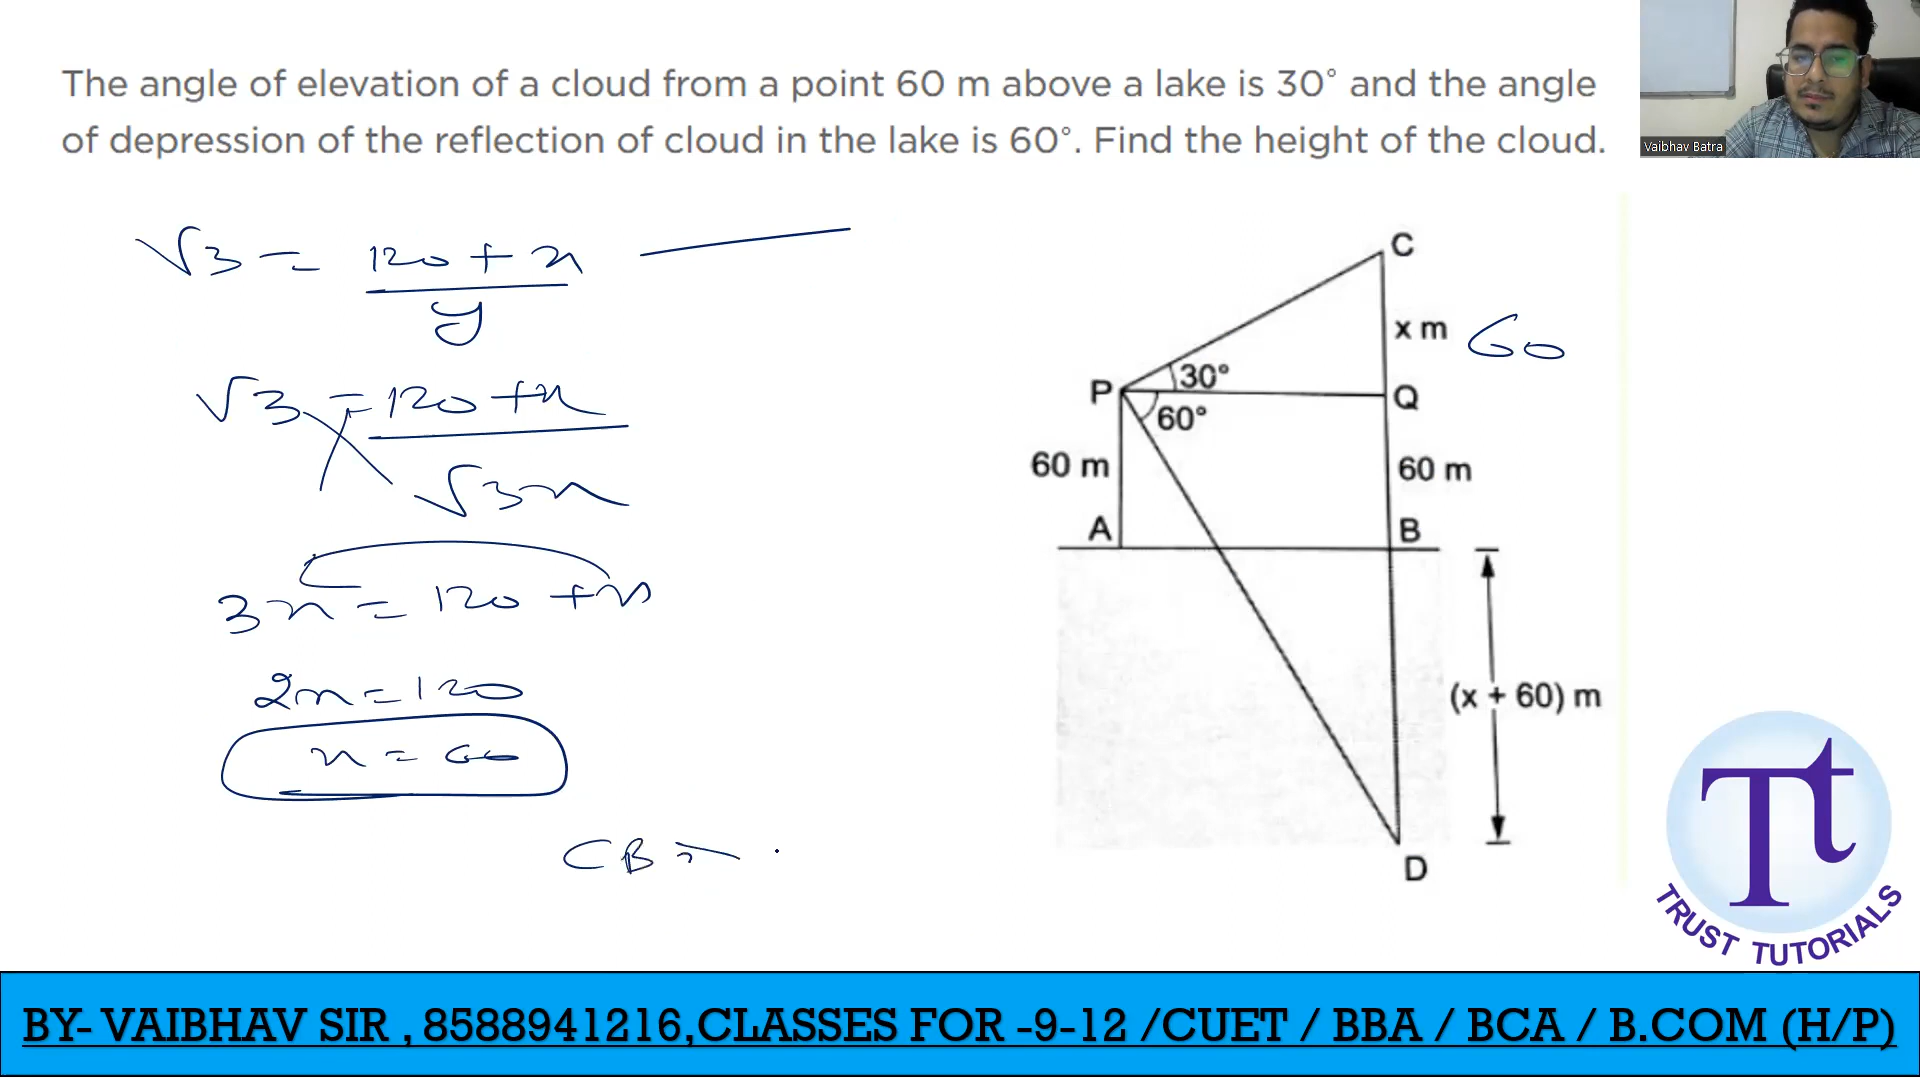 The angle of elevation of a cloud from a point 60 m above a lake is 30° and the angle
of depression of the reflection of cloud in the lake is 60°. Find the height of the cloud.
Vaibhav Batra
√3 = 120 + x
y
√3 = 120 + x
√3x
3x = 120 + x
2x = 120
x = 60
CB =
C
x m 60
P 30° Q
60°
60 m 60 m
A B
(x + 60) m
D
Tt
TRUST TUTORIALS
BY- VAIBHAV SIR , 8588941216,CLASSES FOR -9-12 /CUET / BBA / BCA / B.COM (H/P)